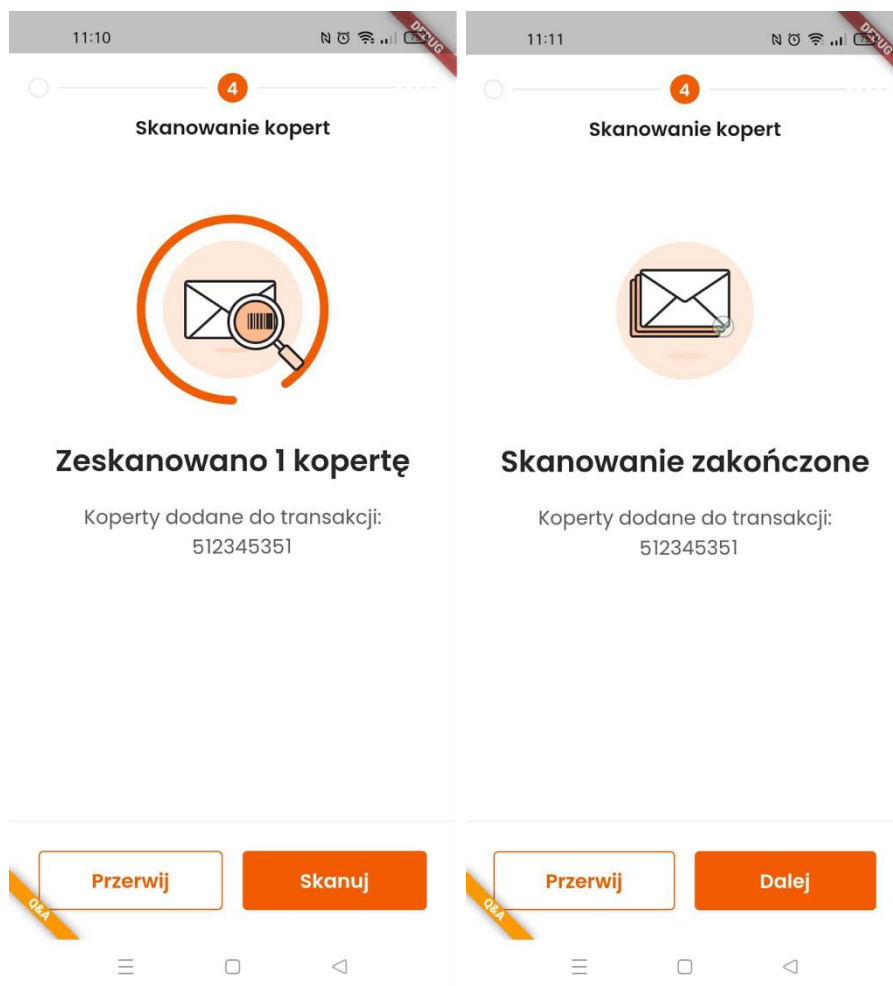 11:10
DEBUG
4
Skanowanie kopert
Zeskanowano 1 kopertę
Koperty dodane do transakcji:
512345351
Przerwij
Skanuj
Q&A
11:11
DEBUG
4
Skanowanie kopert
Skanowanie zakończone
Koperty dodane do transakcji:
512345351
Przerwij
Dalej
Q&A